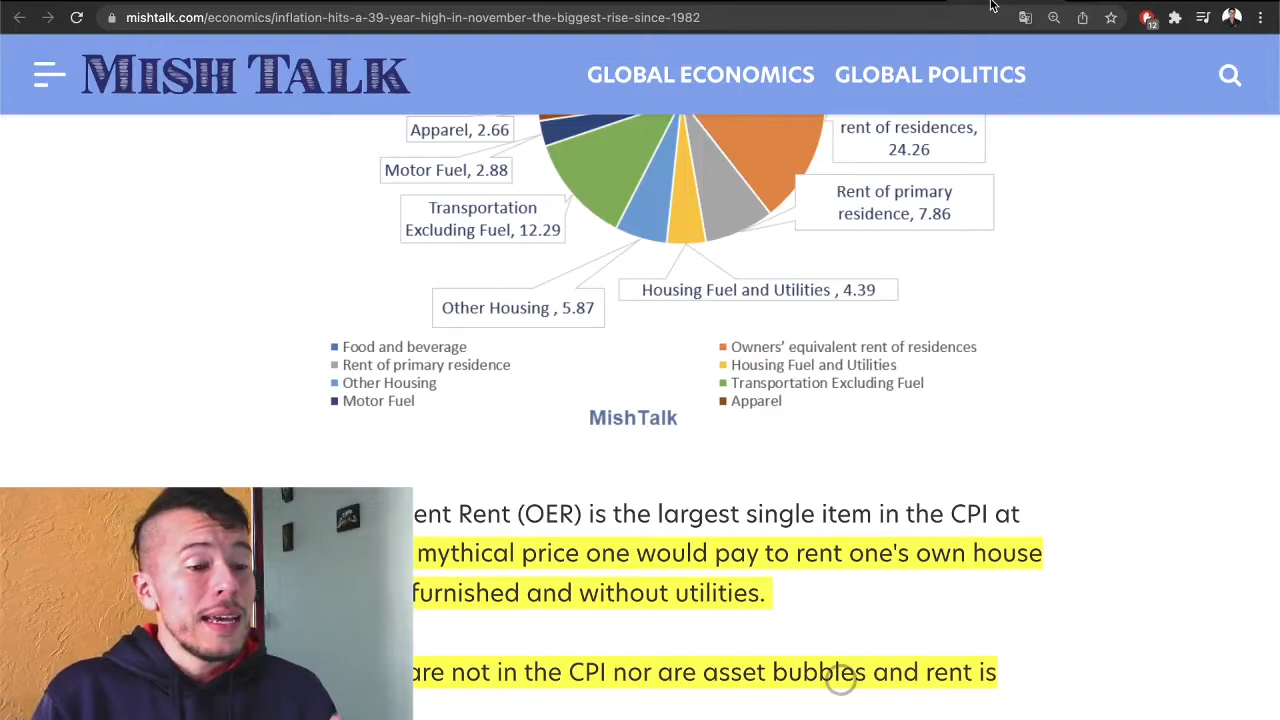 mishtalk.com/economics/inflation-hits-a-39-year-high-in-november-the-biggest-rise-since-1982
12
MISH TALK
GLOBAL ECONOMICS
GLOBAL POLITICS
Apparel, 2.66
rent of residences,
24.26
Motor Fuel, 2.88
Rent of primary
residence, 7.86
Transportation
Excluding Fuel, 12.29
Housing Fuel and Utilities , 4.39
Other Housing , 5.87
Food and beverage
Owners’ equivalent rent of residences
Rent of primary residence
Housing Fuel and Utilities
Other Housing
Transportation Excluding Fuel
Motor Fuel
Apparel
MishTalk
ent Rent (OER) is the largest single item in the CPI at
mythical price one would pay to rent one's own house
furnished and without utilities.
are not in the CPI nor are asset bubbles and rent is